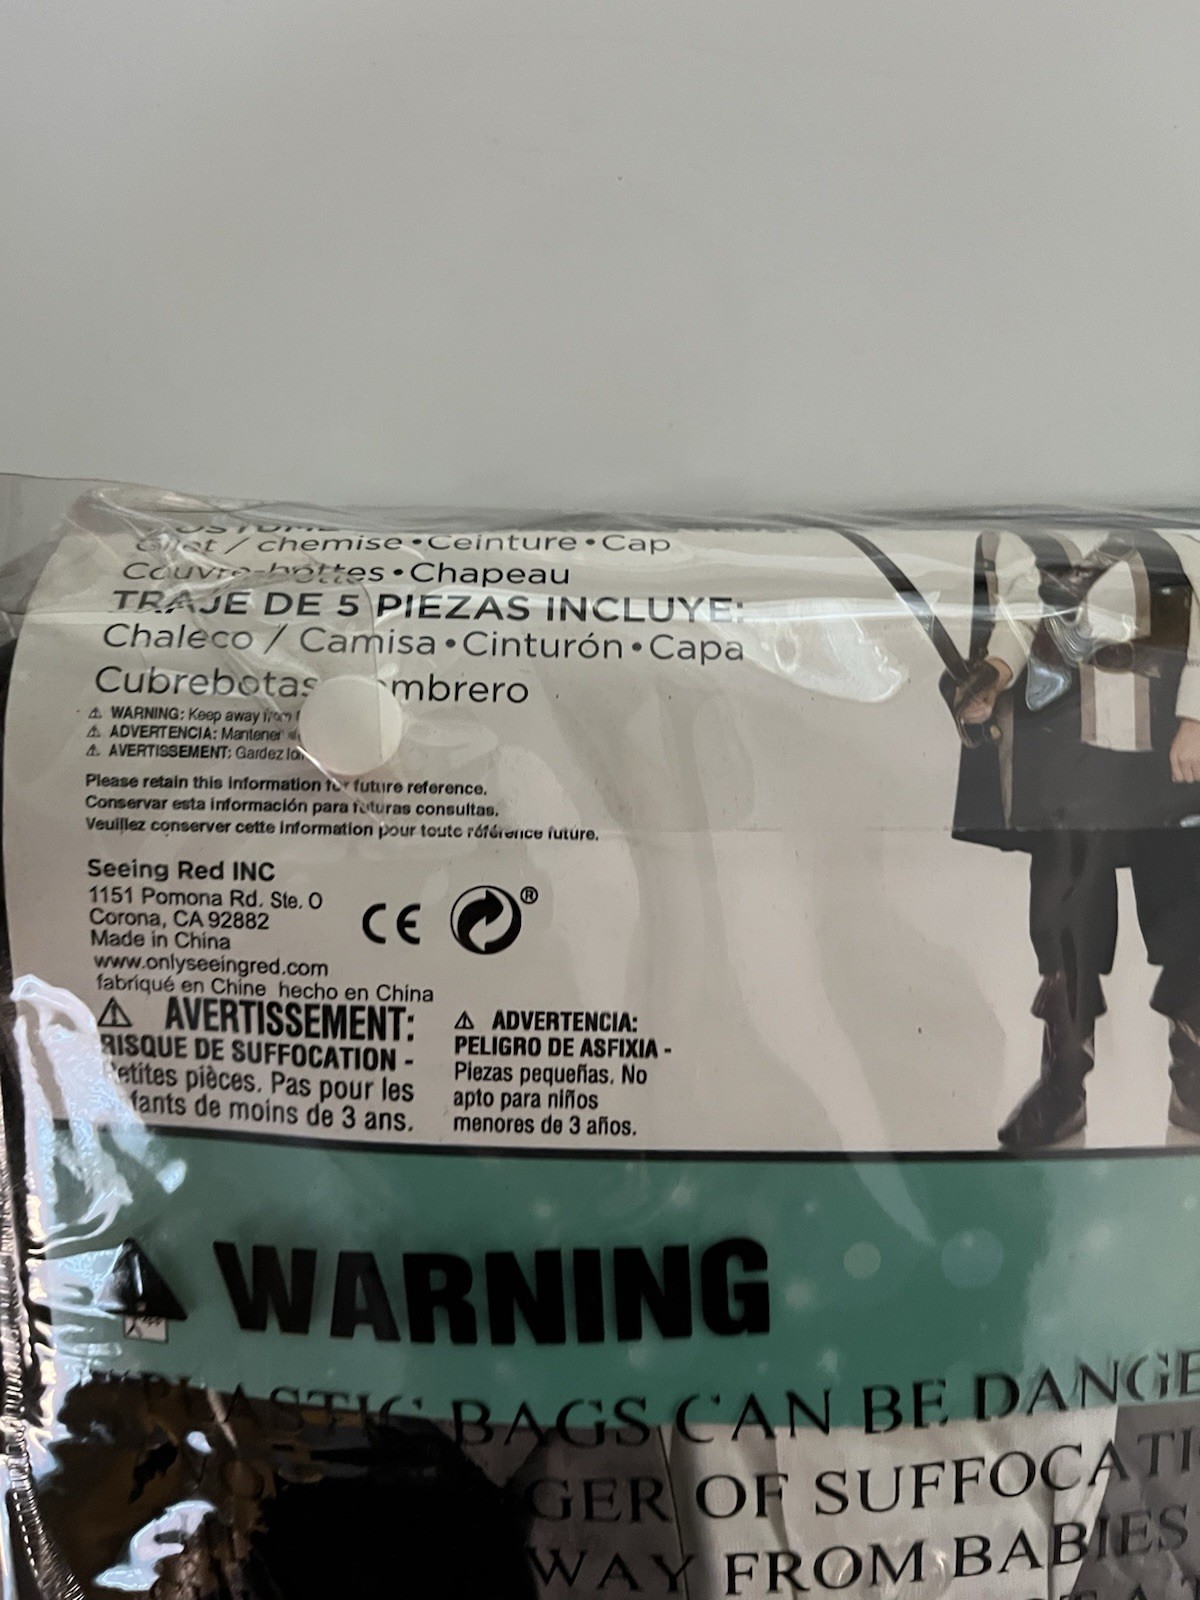 Gilet / chemise • Ceinture • Cap
Couvre-bottes • Chapeau
TRAJE DE 5 PIEZAS INCLUYE:
Chaleco / Camisa • Cinturón • Capa
Cubrebotas mbrero
⚠ WARNING: Keep away from
⚠ ADVERTENCIA: Mantener
⚠ AVERTISSEMENT: Gardez
Please retain this information for future reference.
Conservar esta información para futuras consultas.
Veuillez conserver cette information pour toute référence future.
Seeing Red INC
1151 Pomona Rd. Ste. O
Corona, CA 92882
Made in China
www.onlyseeingred.com
fabriqué en Chine hecho en China
CE ®
⚠ AVERTISSEMENT:
RISQUE DE SUFFOCATION -
Petites pièces. Pas pour les
fants de moins de 3 ans.
⚠ ADVERTENCIA:
PELIGRO DE ASFIXIA -
Piezas pequeñas. No
apto para niños
menores de 3 años.
WARNING
"PLASTIC BAGS CAN BE DANGE
GER OF SUFFOCATI
WAY FROM BABIES